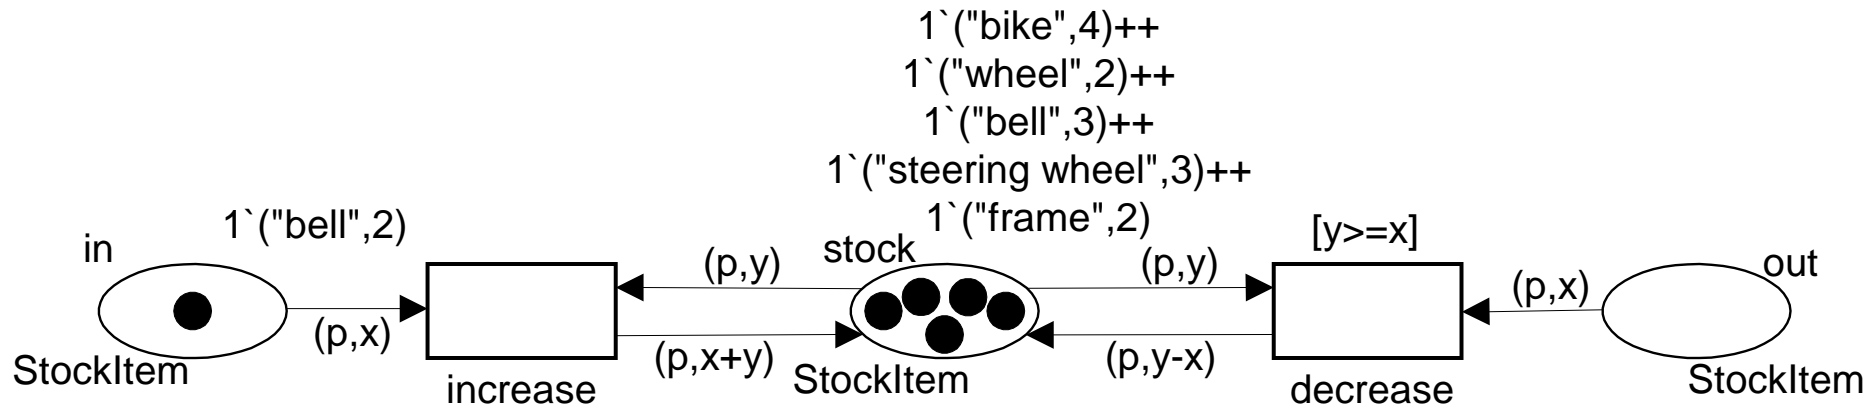 1`("bike",4)++
1`("wheel",2)++
1`("bell",3)++
1`("steering wheel",3)++
1`("frame",2)
1`("bell",2)
in
stock
[y>=x]
out
(p,y)
(p,y)
(p,x)
(p,x)
(p,x+y)
(p,y-x)
StockItem
increase
StockItem
decrease
StockItem